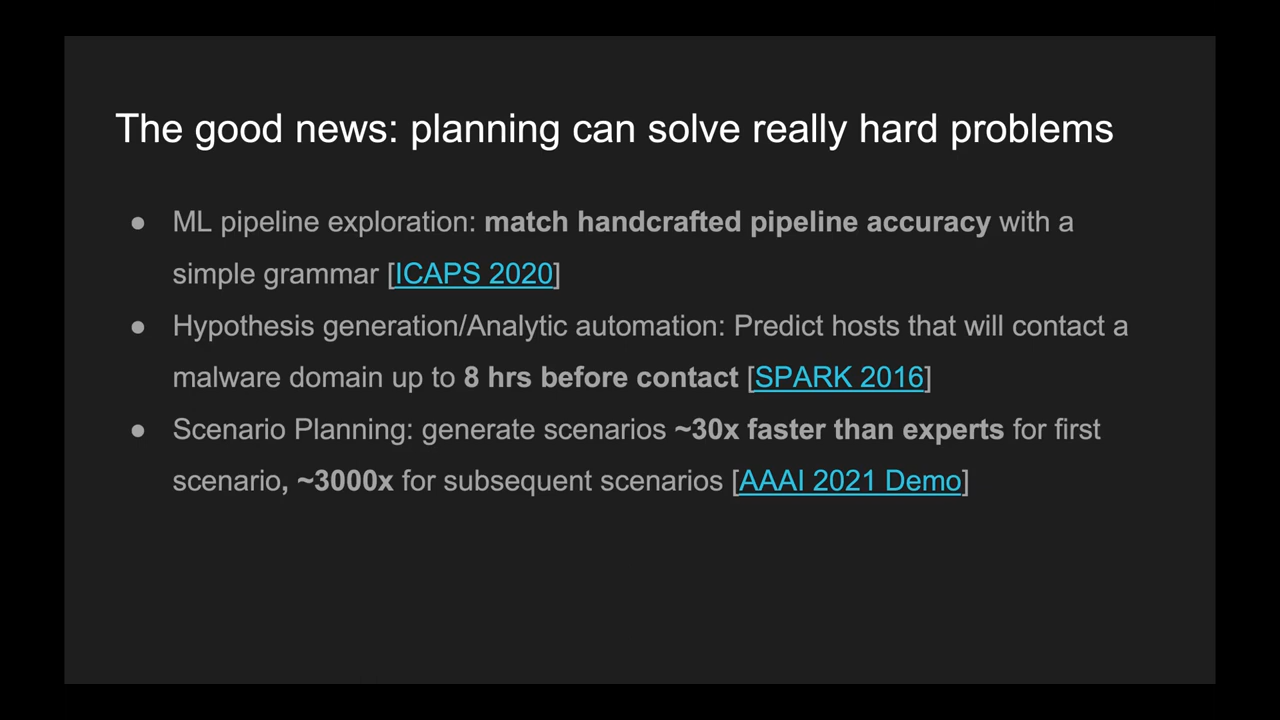 The good news: planning can solve really hard problems
● ML pipeline exploration: match handcrafted pipeline accuracy with a
simple grammar [ICAPS 2020]
● Hypothesis generation/Analytic automation: Predict hosts that will contact a
malware domain up to 8 hrs before contact [SPARK 2016]
● Scenario Planning: generate scenarios ~30x faster than experts for first
scenario, ~3000x for subsequent scenarios [AAAI 2021 Demo]